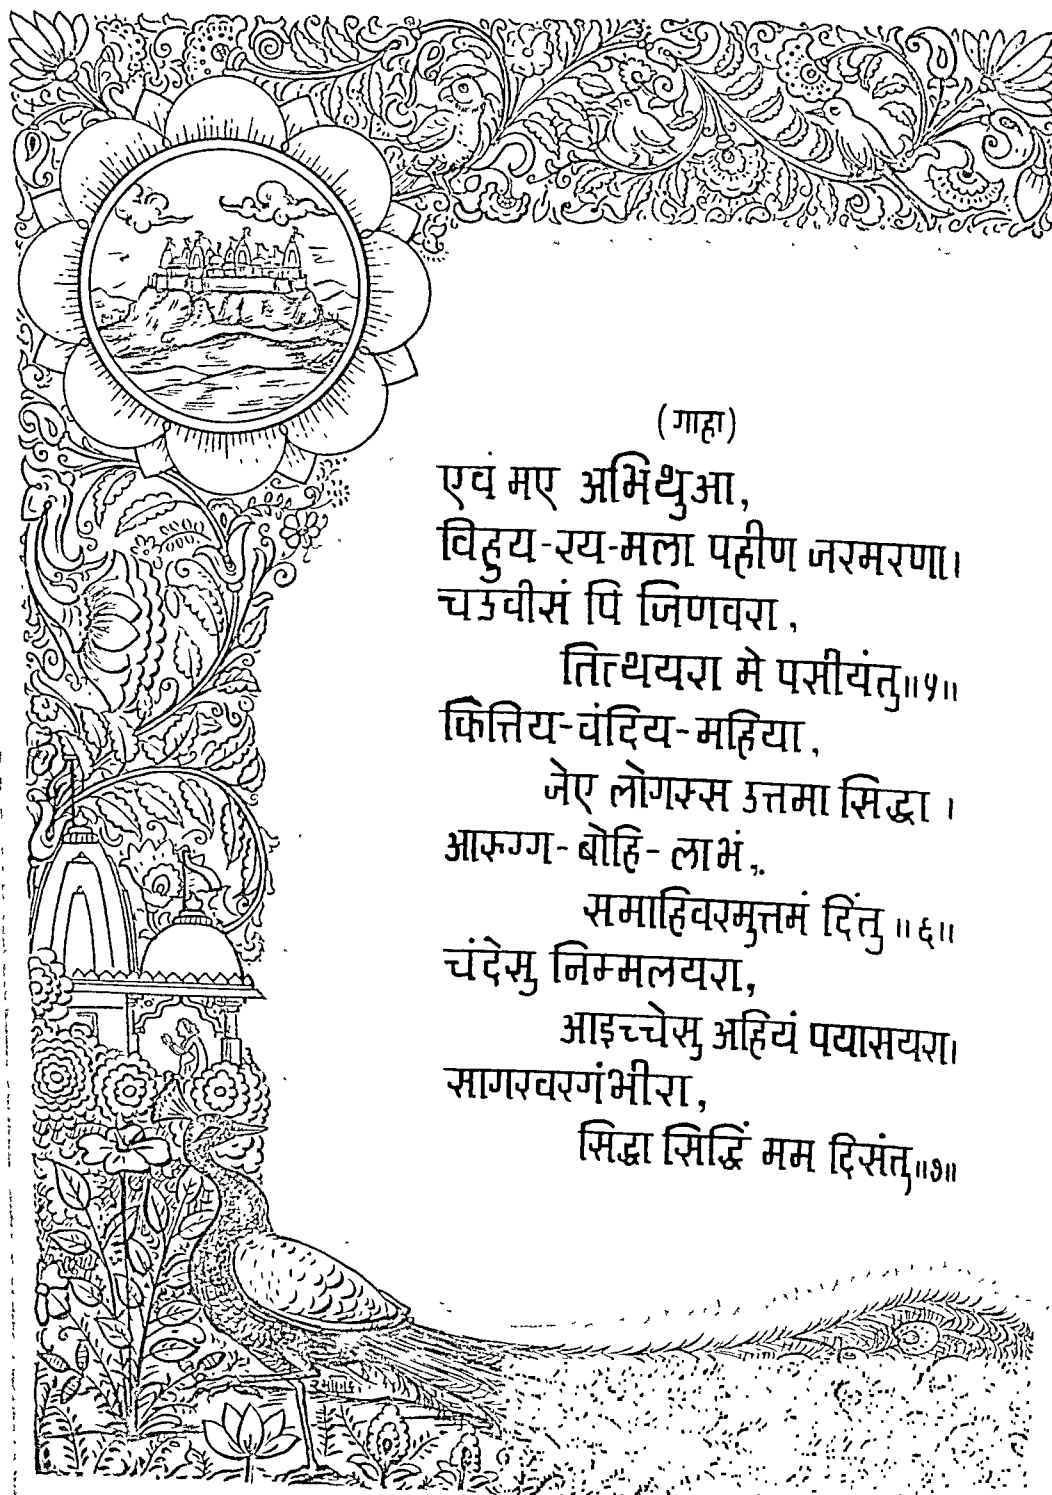 (गाहा)
एवं मए अभिथुआ,
विहुय-रय-मला पहीण जरमरणा।
चउवीसं पि जिणवरा,
तित्थयरा मे पसीयंतु॥५॥
कित्तिय-वंदिय-महिया,
जेए लोगस्स उत्तमा सिद्धा ।
आरुग्ग-बोहि-लाभं,
समाहिवरमुत्तमं दिंतु ॥६॥
चंदेसु निम्मलयरा,
आइच्चेसु अहियं पयासयरा।
सागरवरगंभीरा,
सिद्धा सिद्धिं मम दिसंतु॥७॥